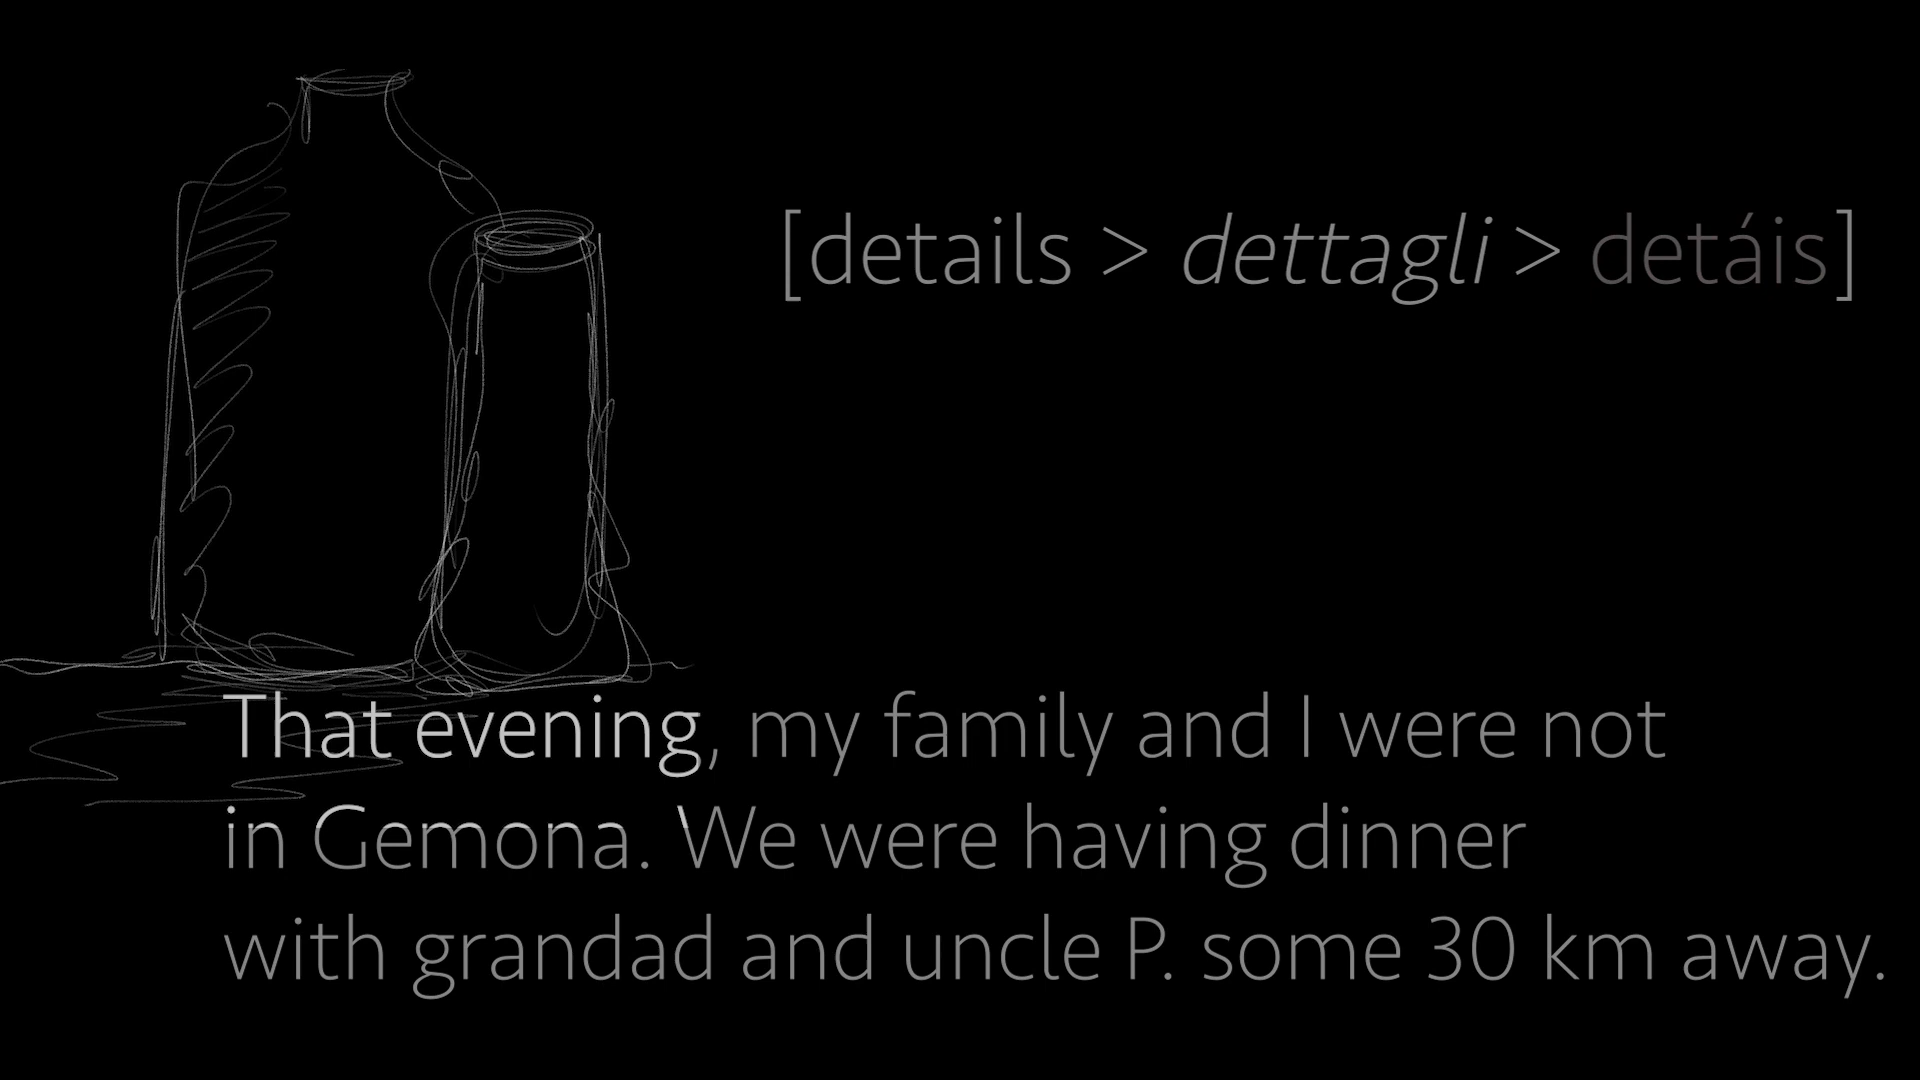 [details > dettagli > detáis]
That evening, my family and I were not
in Gemona. We were having dinner
with grandad and uncle P. some 30 km away.